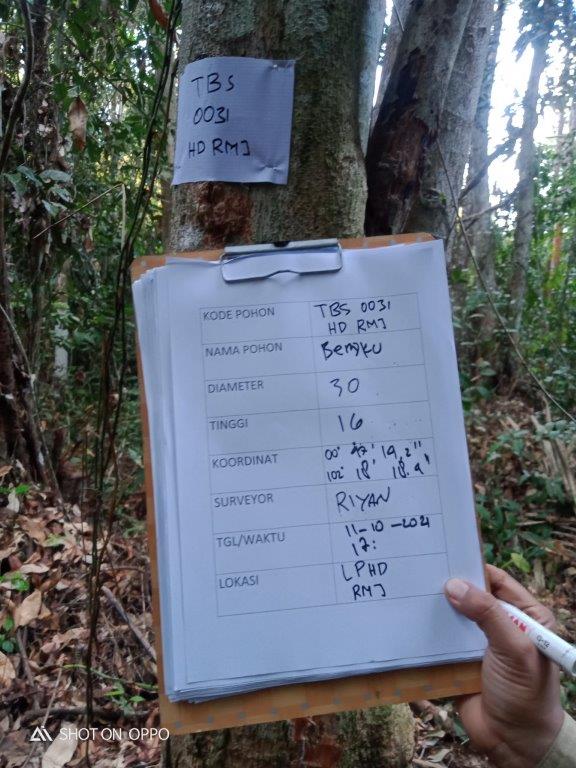 TBS
0031
HD RMJ
KODE POHON TBS 0031
HD RMJ
NAMA POHON Bengku
DIAMETER 30
TINGGI 16
KOORDINAT 00° 19,2"
102° 18' 18.9"
SURVEYOR RIYAN
TGL/WAKTU 11-10-2021
17:
LOKASI LPHD
RMJ
SHOT ON OPPO